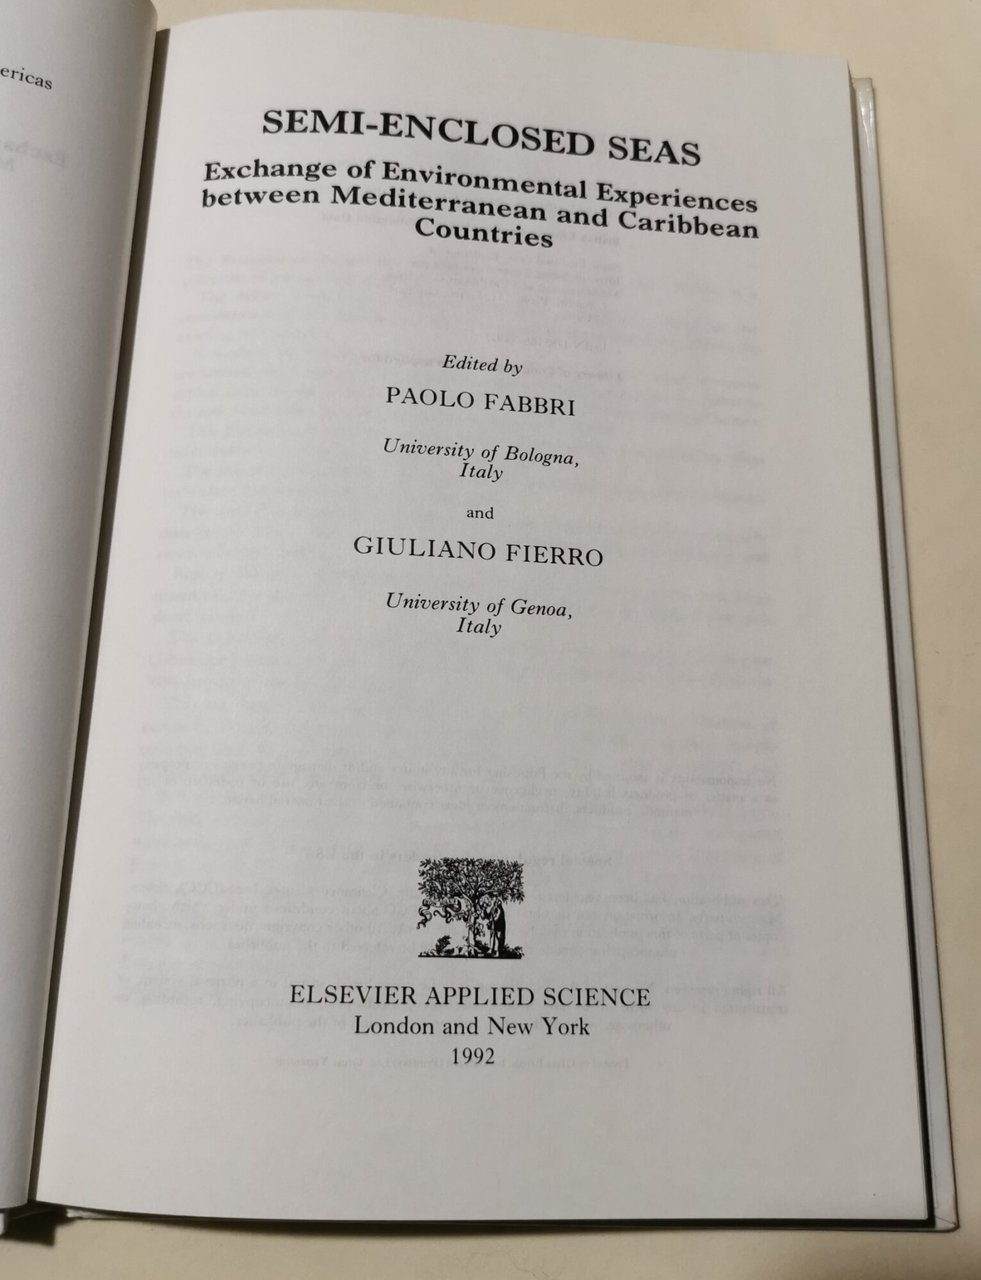 ericas
SEMI-ENCLOSED SEAS
Exchange of Environmental Experiences
between Mediterranean and Caribbean
Countries
Edited by
PAOLO FABBRI
University of Bologna,
Italy
and
GIULIANO FIERRO
University of Genoa,
Italy
ELSEVIER APPLIED SCIENCE
London and New York
1992